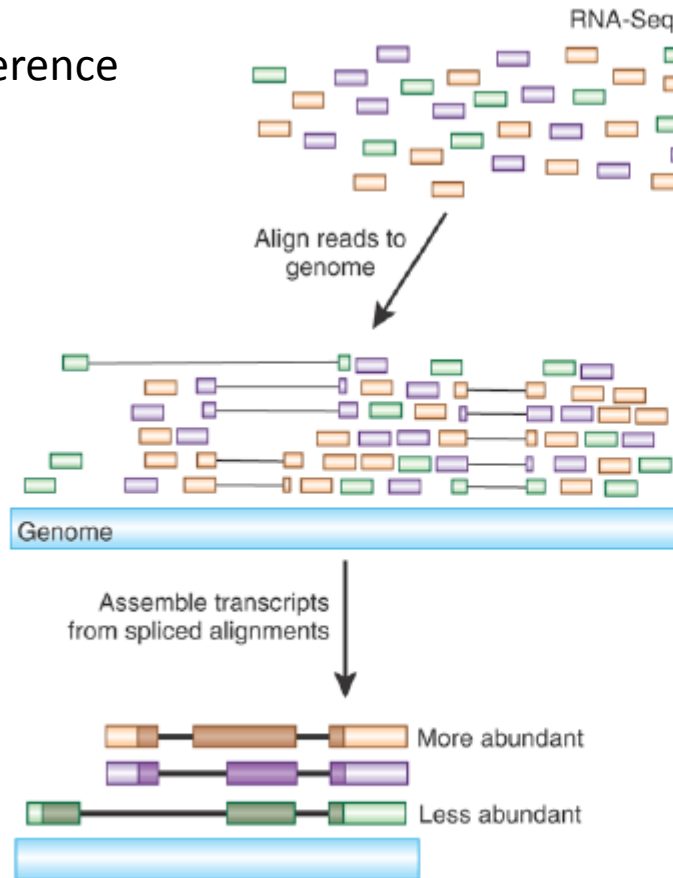 RNA-Seq
erence
Align reads to
genome
Genome
Assemble transcripts
from spliced alignments
More abundant
Less abundant